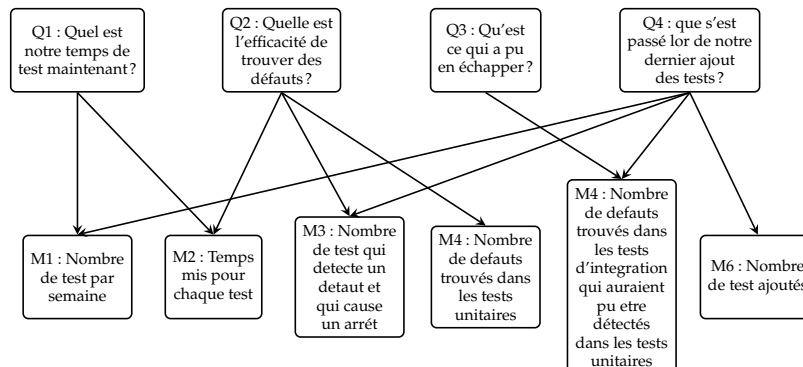 Q1 : Quel est
notre temps de
test maintenant ?
Q2 : Quelle est
l'efficacité de
trouver des
défauts ?
Q3 : Qu'est
ce qui a pu
en échapper ?
Q4 : que s'est
passé lor de notre
dernier ajout
des tests ?
M1 : Nombre
de test par
semaine
M2 : Temps
mis pour
chaque test
M3 : Nombre
de test qui
detecte un
detaut et
qui cause
un arrét
M4 : Nombre
de defauts
trouvés dans
les tests
unitaires
M4 : Nombre
de defauts
trouvés dans
les tests
d'integration
qui auraient
pu etre
détectés
dans les tests
unitaires
M6 : Nombre
de test ajoutés